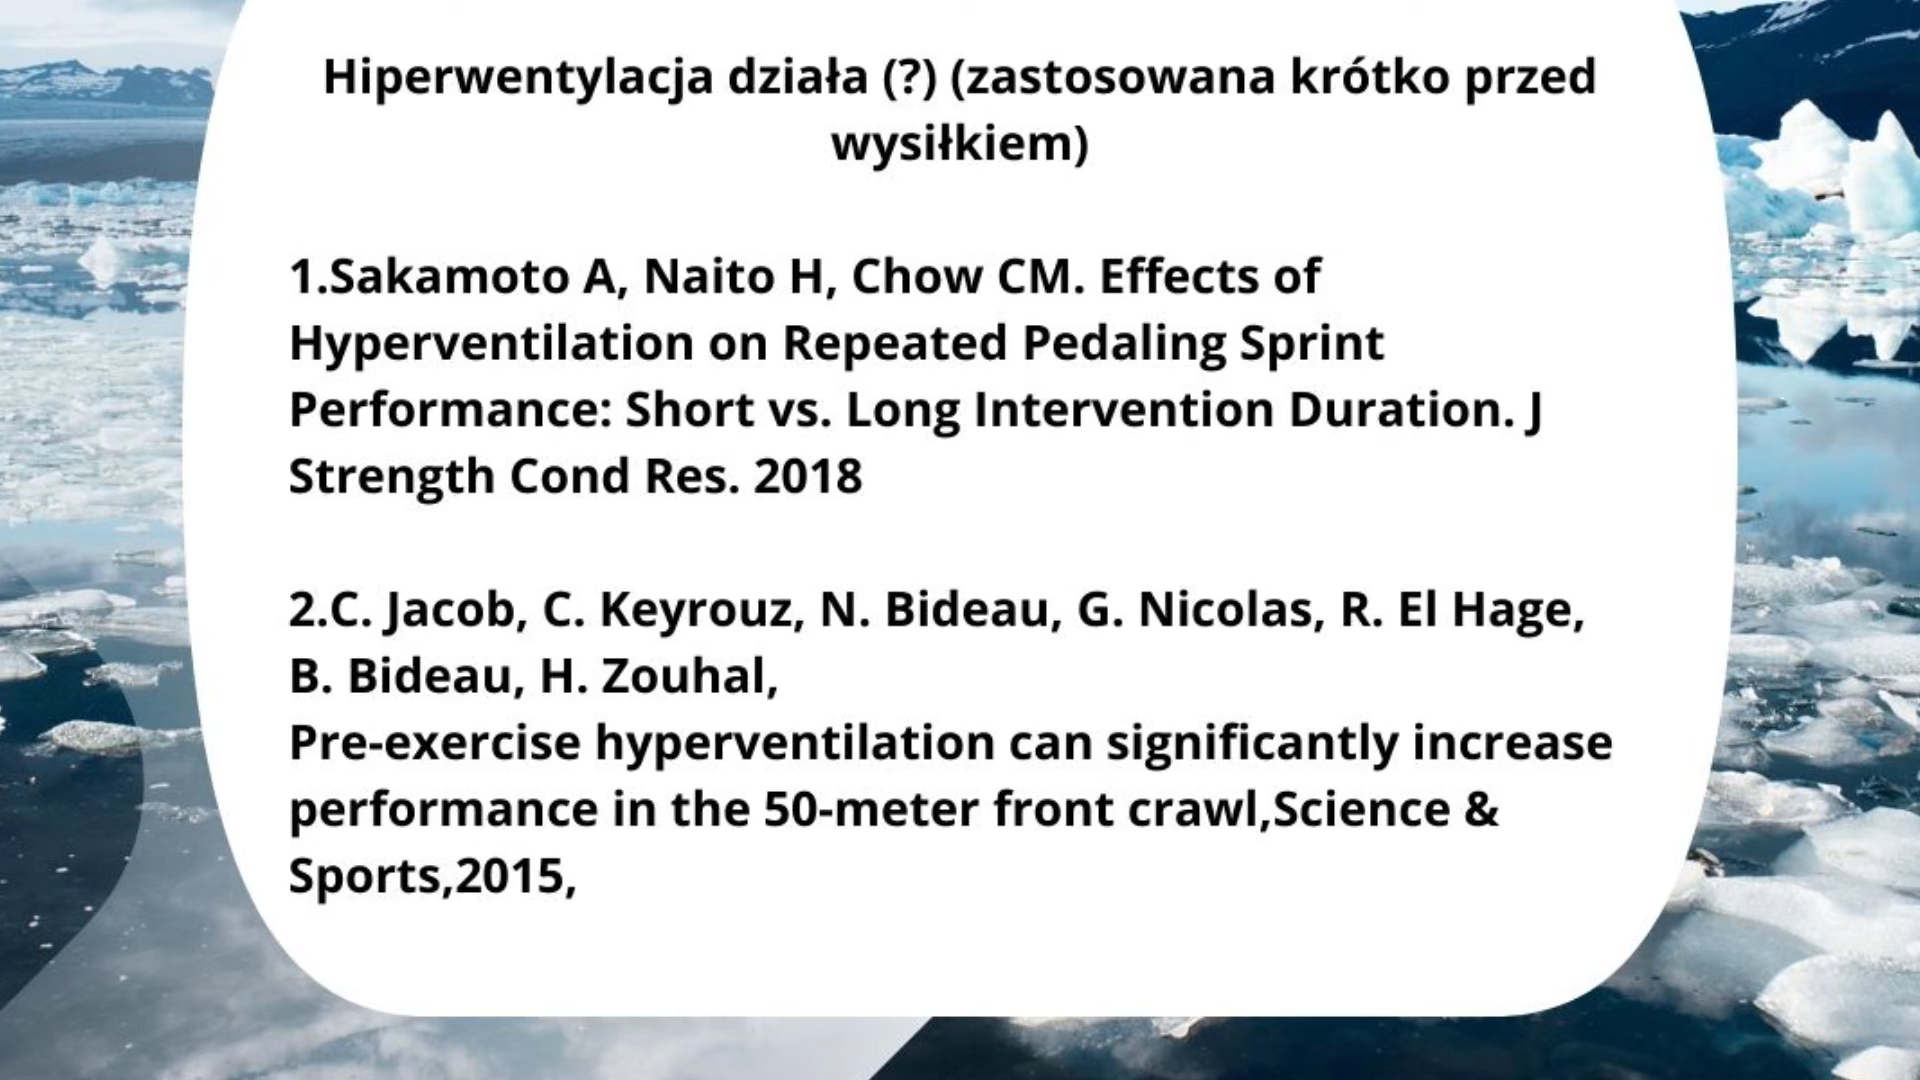 Hiperwentylacja działa (?) (zastosowana krótko przed
wysiłkiem)
1.Sakamoto A, Naito H, Chow CM. Effects of
Hyperventilation on Repeated Pedaling Sprint
Performance: Short vs. Long Intervention Duration. J
Strength Cond Res. 2018
2.C. Jacob, C. Keyrouz, N. Bideau, G. Nicolas, R. El Hage,
B. Bideau, H. Zouhal,
Pre-exercise hyperventilation can significantly increase
performance in the 50-meter front crawl,Science &
Sports,2015,